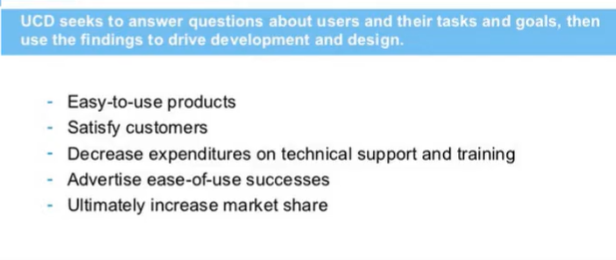 UCD seeks to answer questions about users and their tasks and goals, then
use the findings to drive development and design.
- Easy-to-use products
- Satisfy customers
- Decrease expenditures on technical support and training
- Advertise ease-of-use successes
- Ultimately increase market share